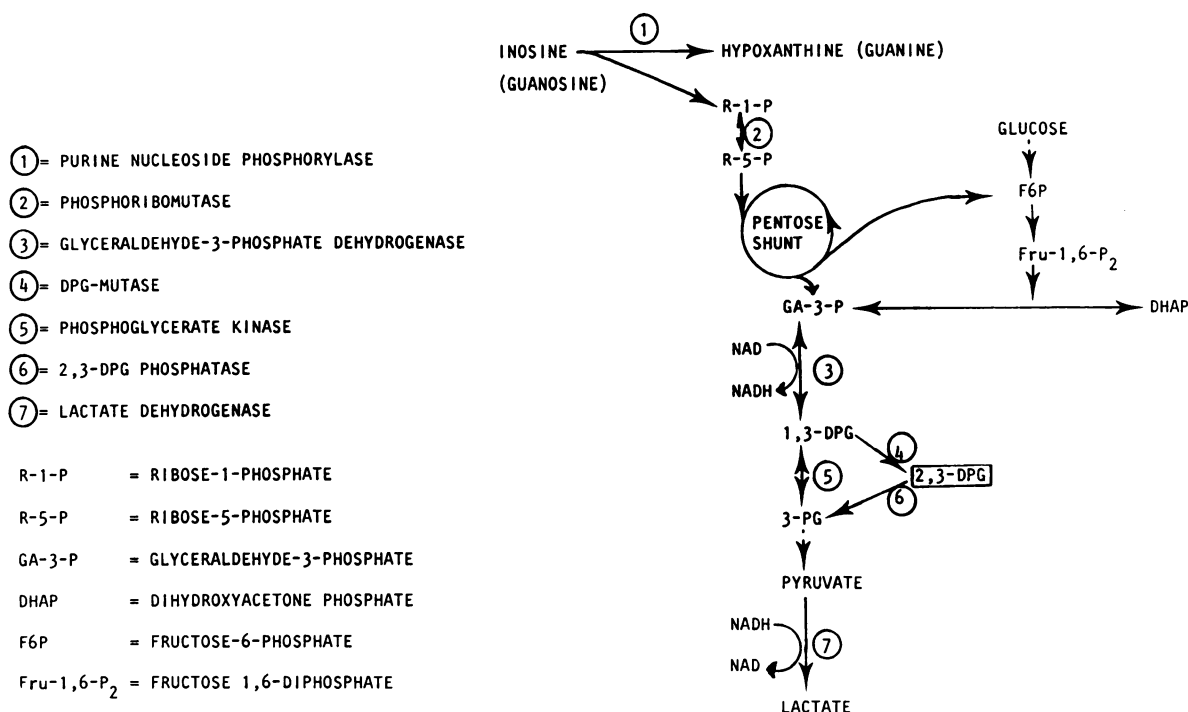 ① = PURINE NUCLEOSIDE PHOSPHORYLASE
② = PHOSPHORIBOMUTASE
③ = GLYCERALDEHYDE-3-PHOSPHATE DEHYDROGENASE
④ = DPG-MUTASE
⑤ = PHOSPHOGLYCERATE KINASE
⑥ = 2,3-DPG PHOSPHATASE
⑦ = LACTATE DEHYDROGENASE
R-1-P = RIBOSE-1-PHOSPHATE
R-5-P = RIBOSE-5-PHOSPHATE
GA-3-P = GLYCERALDEHYDE-3-PHOSPHATE
DHAP = DIHYDROXYACETONE PHOSPHATE
F6P = FRUCTOSE-6-PHOSPHATE
Fru-1,6-P₂ = FRUCTOSE 1,6-DIPHOSPHATE
①
INOSINE
HYPOXANTHINE (GUANINE)
(GUANOSINE)
R-1-P
②
R-5-P
PENTOSE
SHUNT
GLUCOSE
F6P
Fru-1,6-P₂
GA-3-P
DHAP
NAD
③
NADH
1,3-DPG
④
⑤
2,3-DPG
⑥
3-PG
PYRUVATE
NADH
⑦
NAD
LACTATE